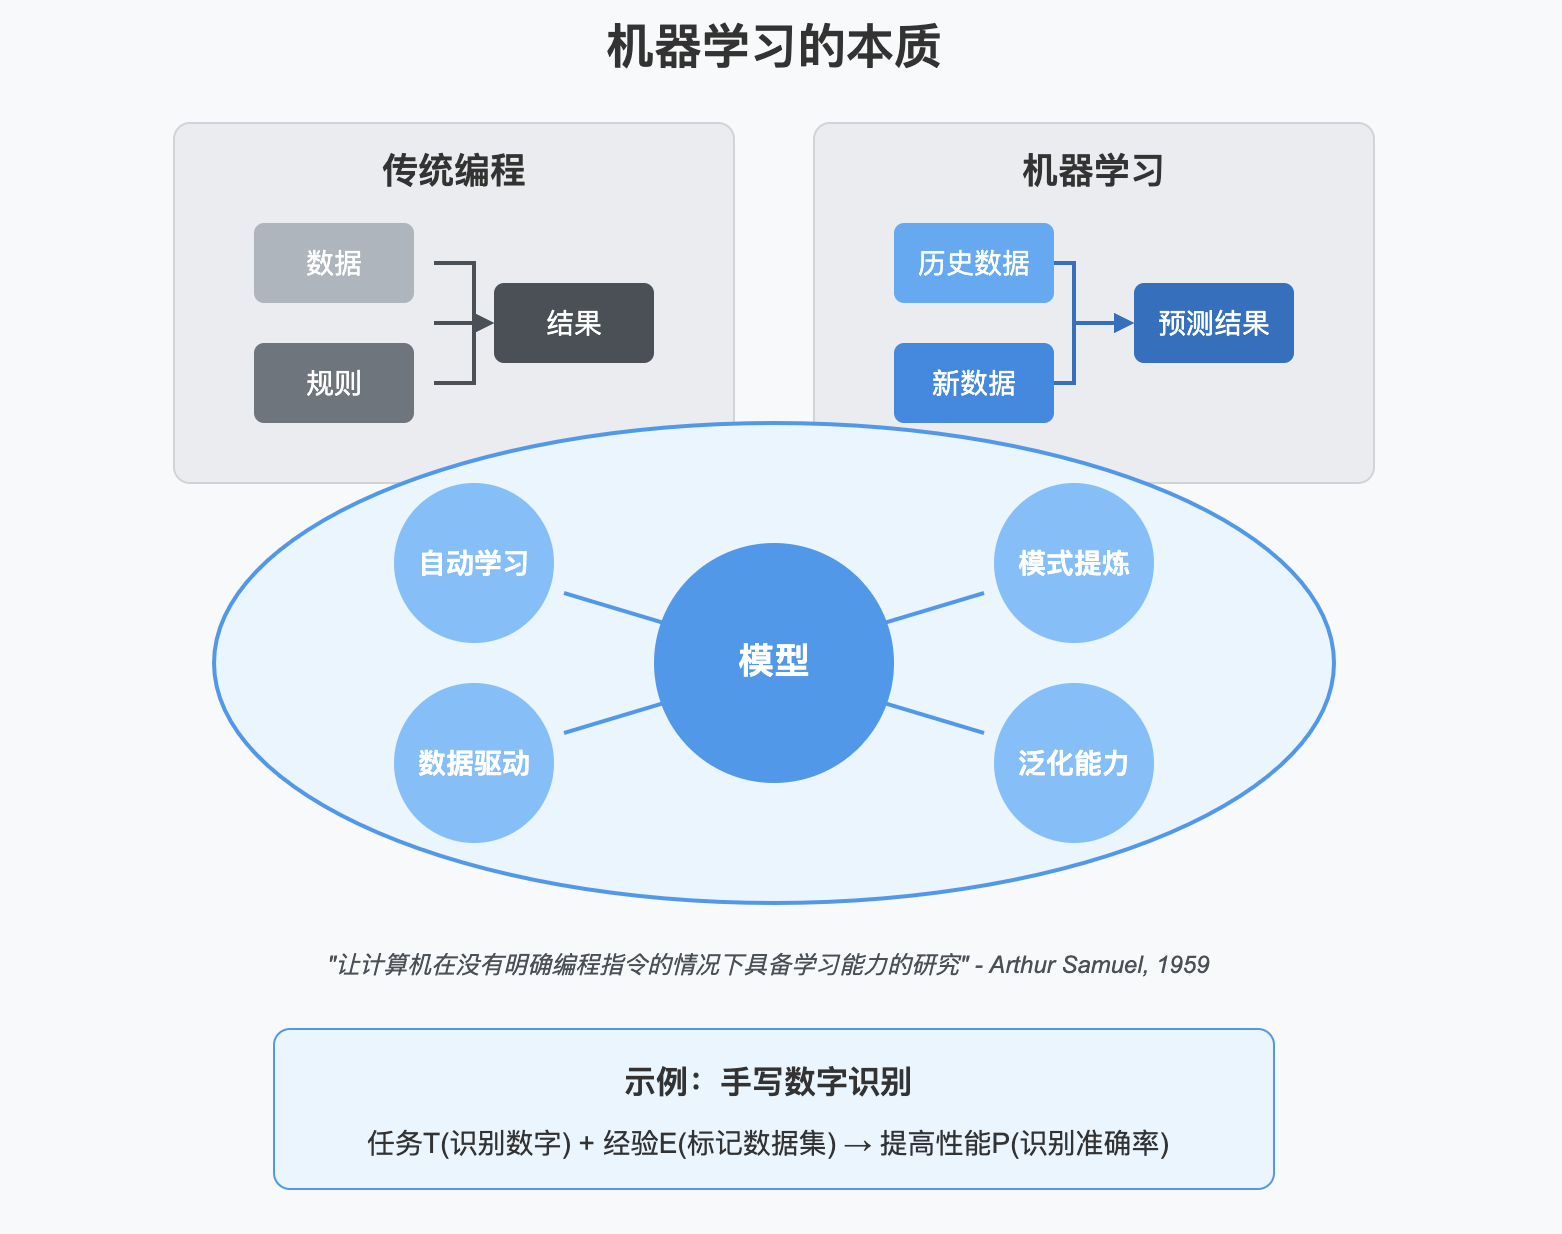 机器学习的本质
传统编程
数据
规则
结果
机器学习
历史数据
新数据
预测结果
自动学习
模式提炼
模型
数据驱动
泛化能力
"让计算机在没有明确编程指令的情况下具备学习能力的研究" - Arthur Samuel, 1959
示例：手写数字识别
任务T(识别数字) + 经验E(标记数据集) → 提高性能P(识别准确率)